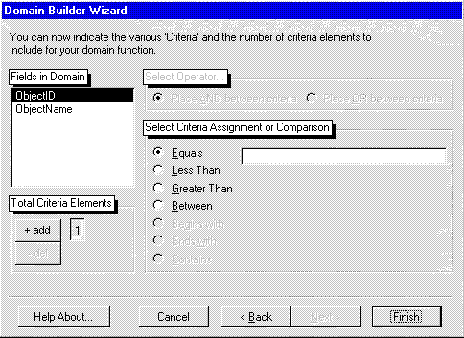 Domain Builder Wizard
You can now indicate the various 'Criteria' and the number of criteria elements to
include for your domain function.
Fields in Domain
ObjectID
ObjectName
Select Operator...
Place AND between criteria
Place OR between criteria
Select Criteria Assignment or Comparison
Equas
Less Than
Greater Than
Between
Begins with
Ends with
Contains
Total Criteria Elements
+ add
1
- del
Help About...
Cancel
< Back
Next >
Finish